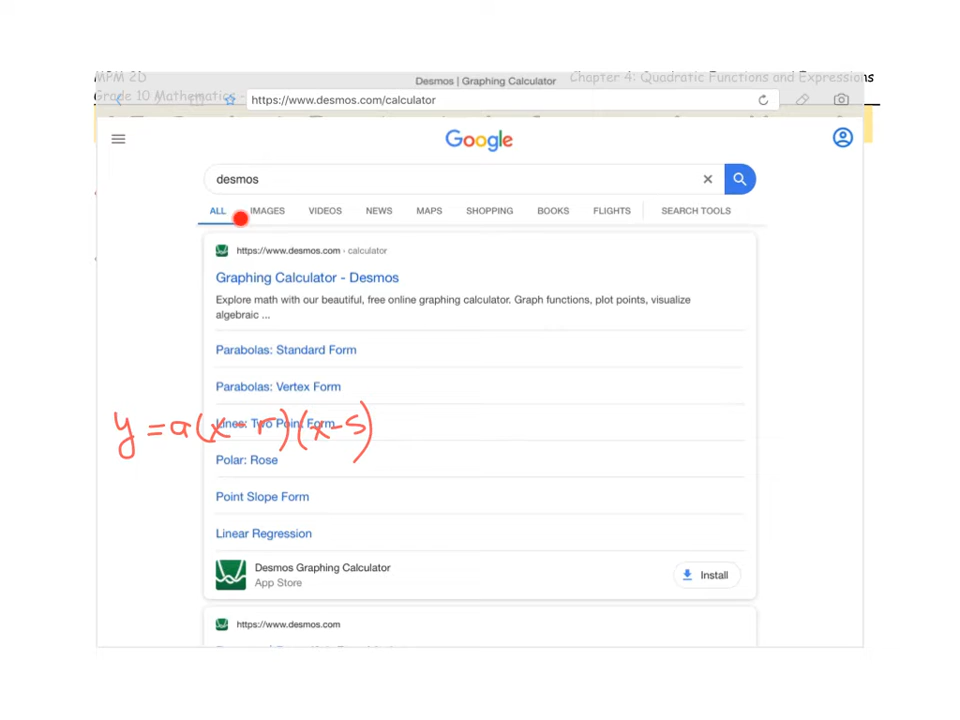 MPM 2D
Desmos | Graphing Calculator
Chapter 4: Quadratic Functions and Expressions
Grade 10 Mathematics -
https://www.desmos.com/calculator
Google
desmos
ALL IMAGES VIDEOS NEWS MAPS SHOPPING BOOKS FLIGHTS SEARCH TOOLS
https://www.desmos.com › calculator
Graphing Calculator - Desmos
Explore math with our beautiful, free online graphing calculator. Graph functions, plot points, visualize
algebraic ...
Parabolas: Standard Form
Parabolas: Vertex Form
Lines: Two Point Form
y = a(x - r)(x - s)
Polar: Rose
Point Slope Form
Linear Regression
Desmos Graphing Calculator
App Store
Install
https://www.desmos.com